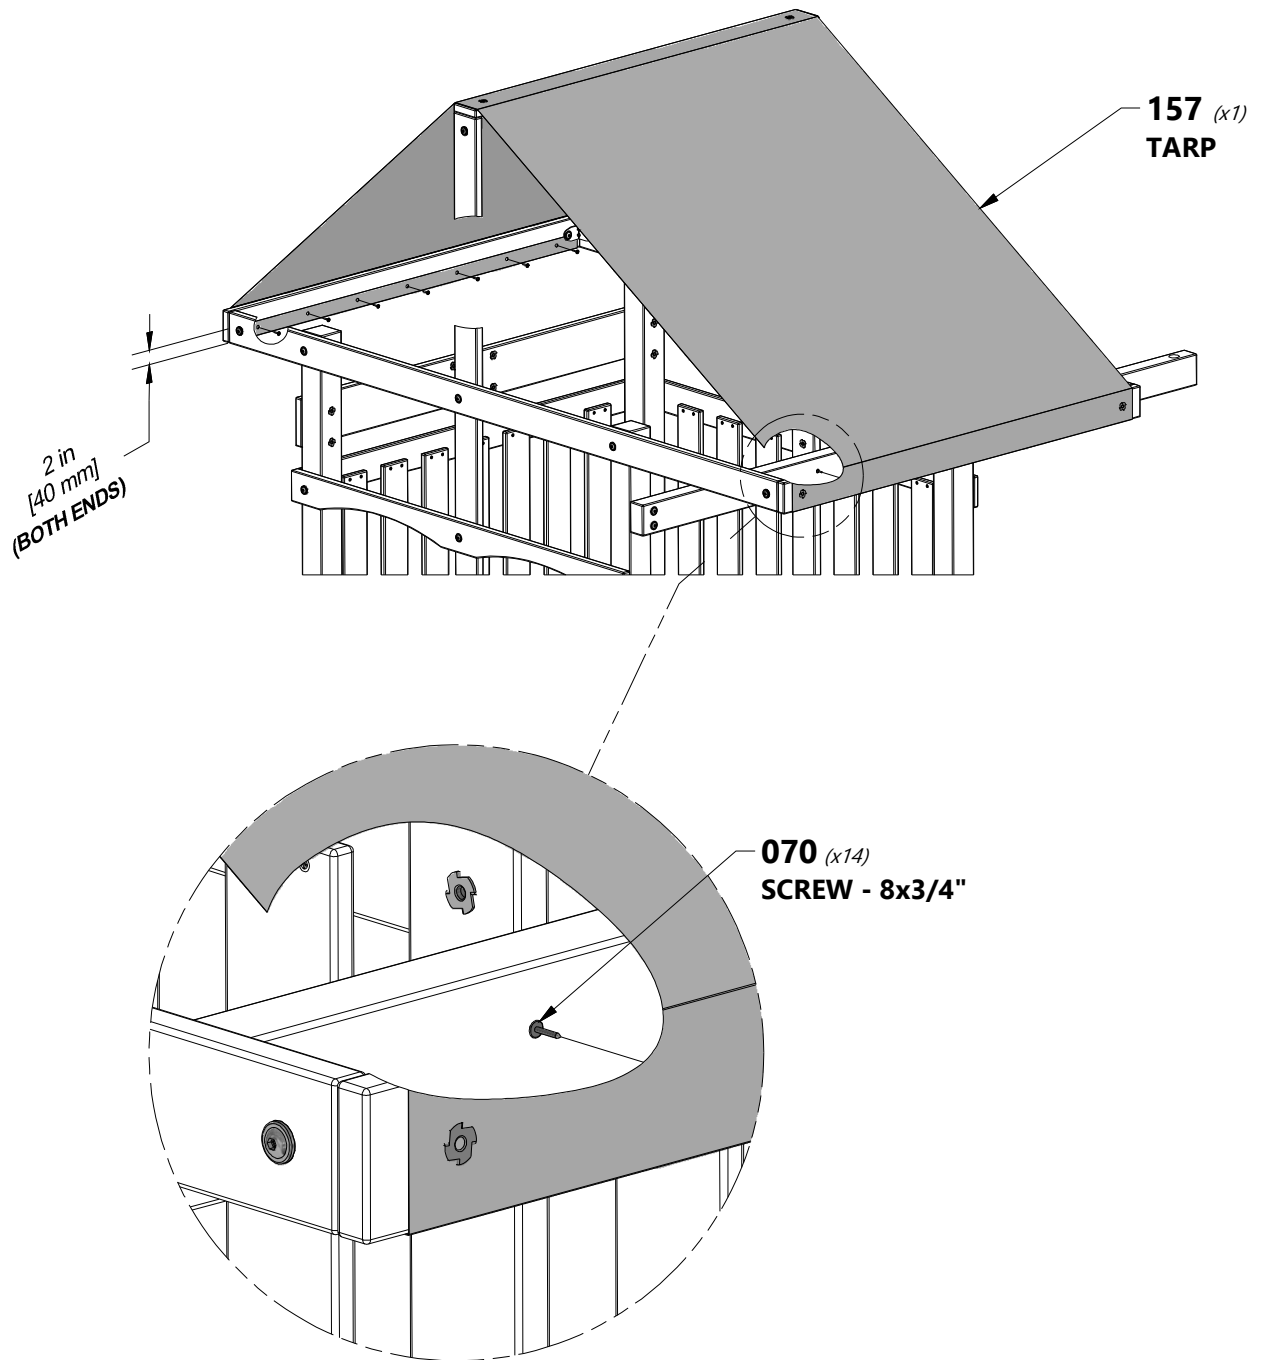 157 (x1)
TARP
2 in
[40 mm]
(BOTH ENDS)
070 (x14)
SCREW - 8x3/4"